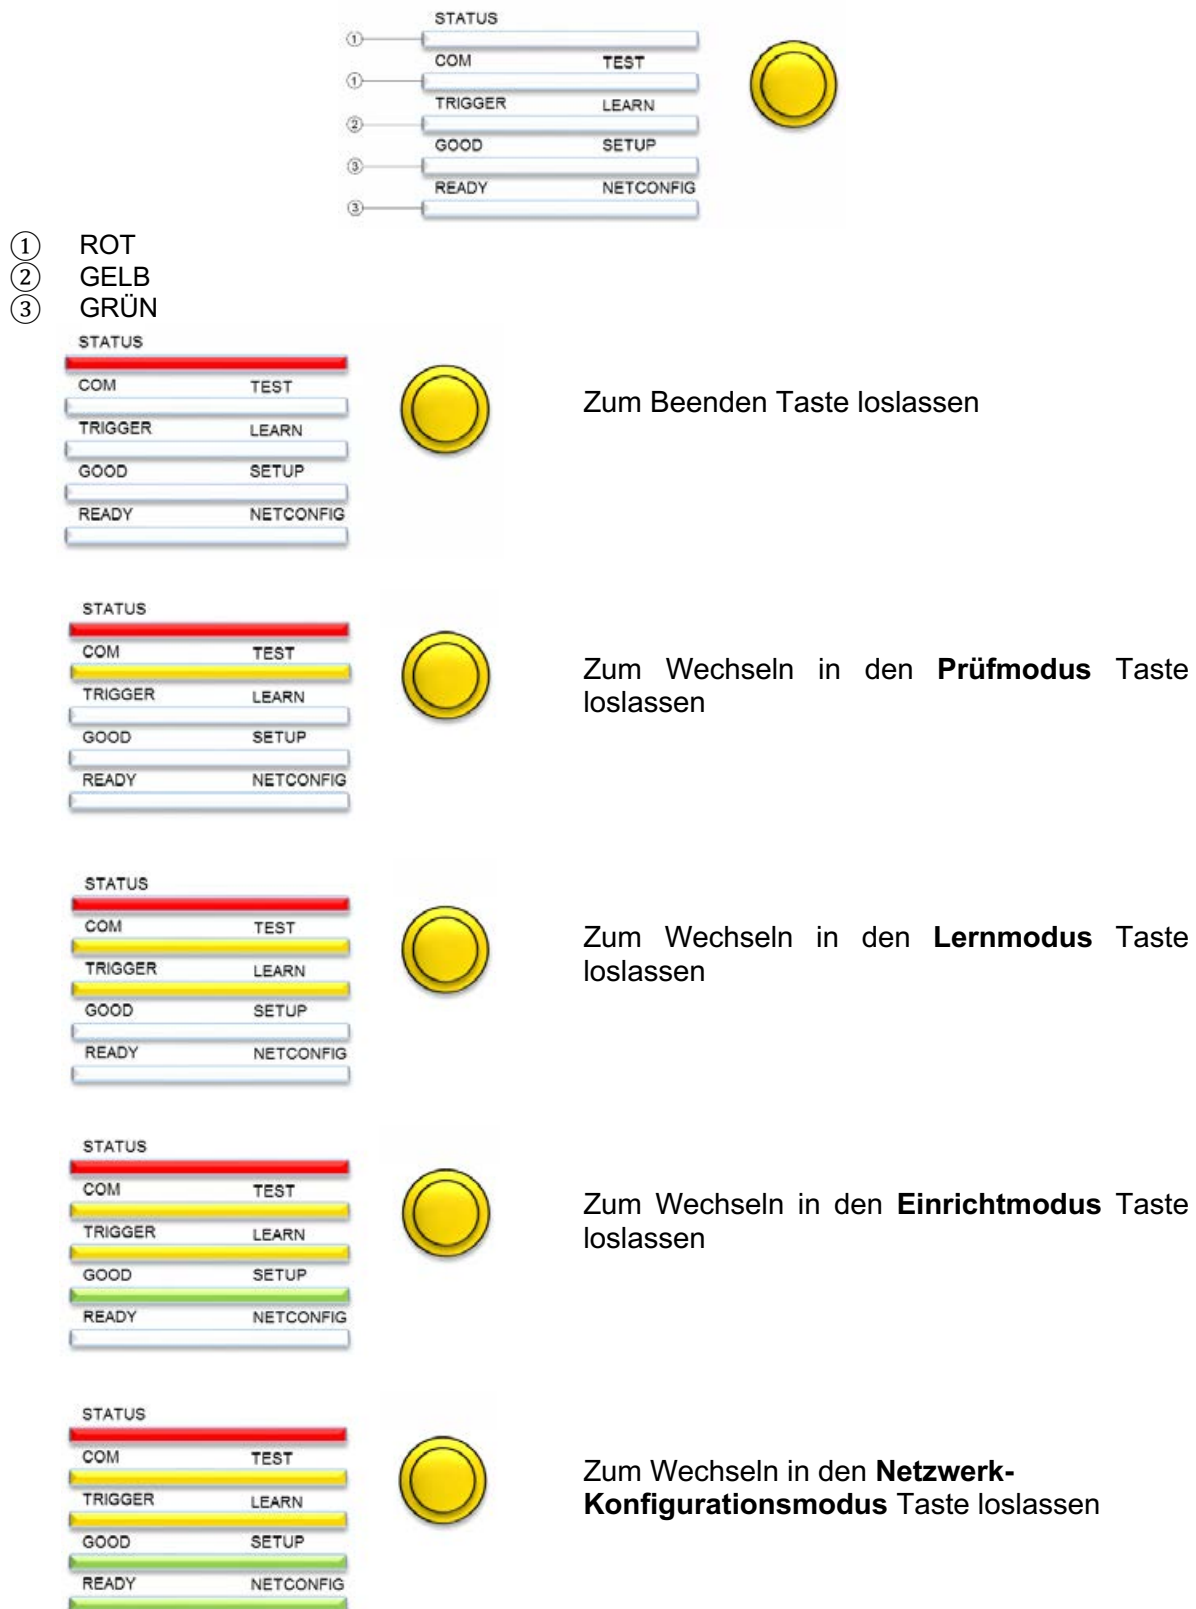 STATUS
①
COM TEST
①
TRIGGER LEARN
②
GOOD SETUP
③
READY NETCONFIG
③
① ROT
② GELB
③ GRÜN
STATUS
COM TEST
TRIGGER LEARN
GOOD SETUP
READY NETCONFIG
Zum Beenden Taste loslassen
STATUS
COM TEST
TRIGGER LEARN
GOOD SETUP
READY NETCONFIG
Zum Wechseln in den Prüfmodus Taste
loslassen
STATUS
COM TEST
TRIGGER LEARN
GOOD SETUP
READY NETCONFIG
Zum Wechseln in den Lernmodus Taste
loslassen
STATUS
COM TEST
TRIGGER LEARN
GOOD SETUP
READY NETCONFIG
Zum Wechseln in den Einrichtmodus Taste
loslassen
STATUS
COM TEST
TRIGGER LEARN
GOOD SETUP
READY NETCONFIG
Zum Wechseln in den Netzwerk-
Konfigurationsmodus Taste loslassen